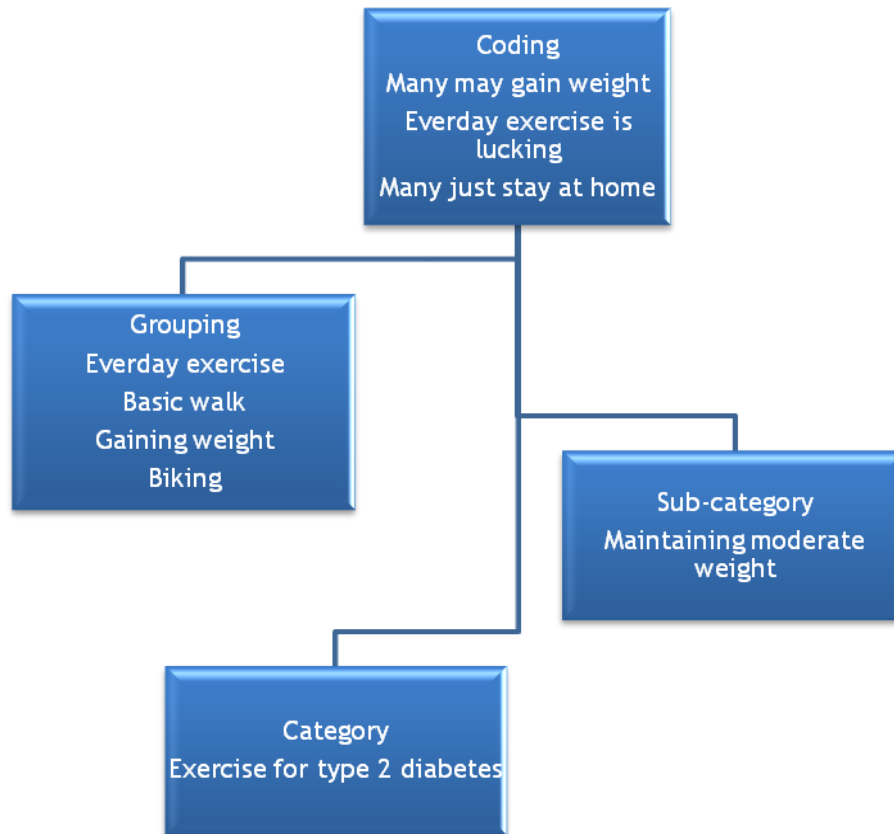 Coding
Many may gain weight
Everday exercise is
lucking
Many just stay at home
Grouping
Everday exercise
Basic walk
Gaining weight
Biking
Sub-category
Maintaining moderate
weight
Category
Exercise for type 2 diabetes